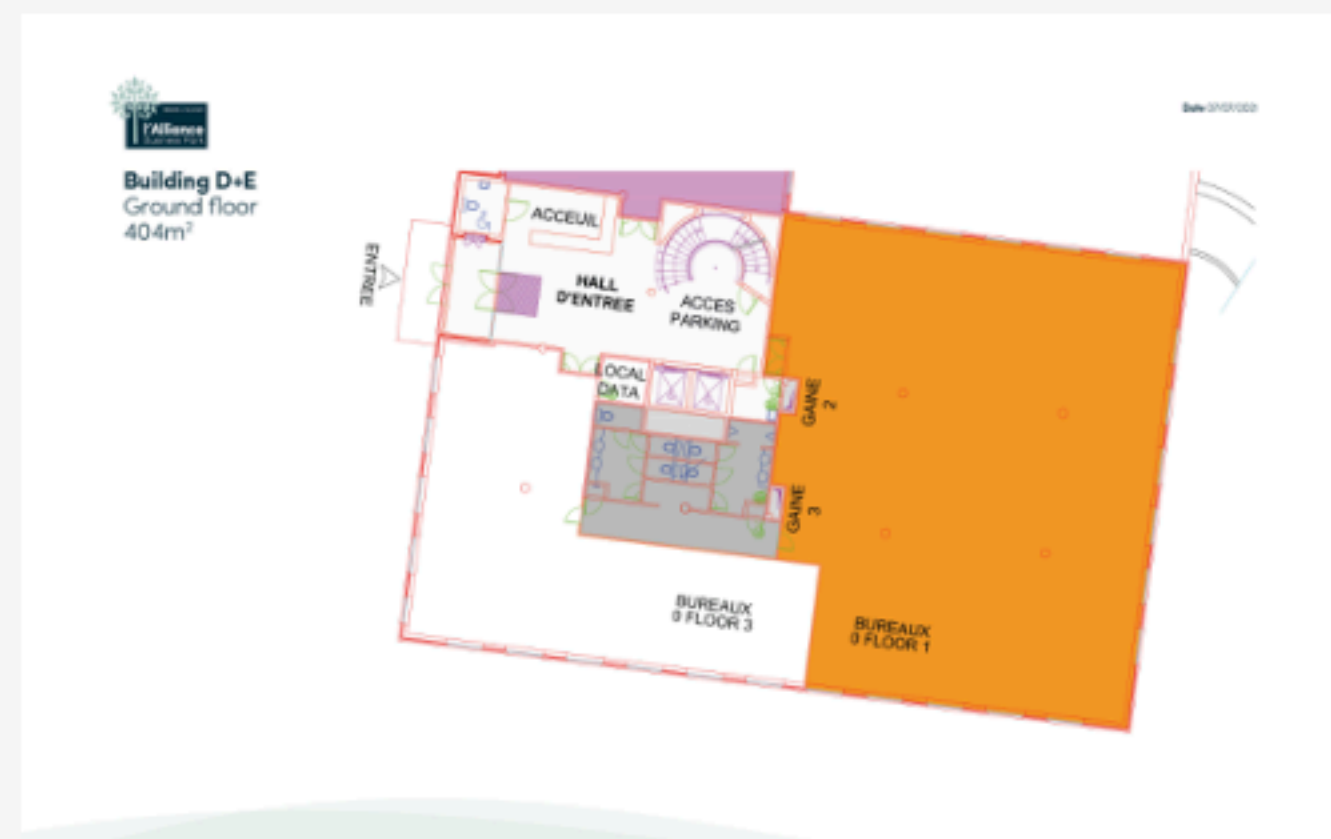 l'Alliance
Business Park
Building D+E
Ground floor
404m²
Date
ENTREE
ACCEUIL
HALL
D'ENTREE
ACCES
PARKING
LOCAL
DATA
GAINE
2
GAINE
3
BUREAUX
0 FLOOR 3
BUREAUX
0 FLOOR 1